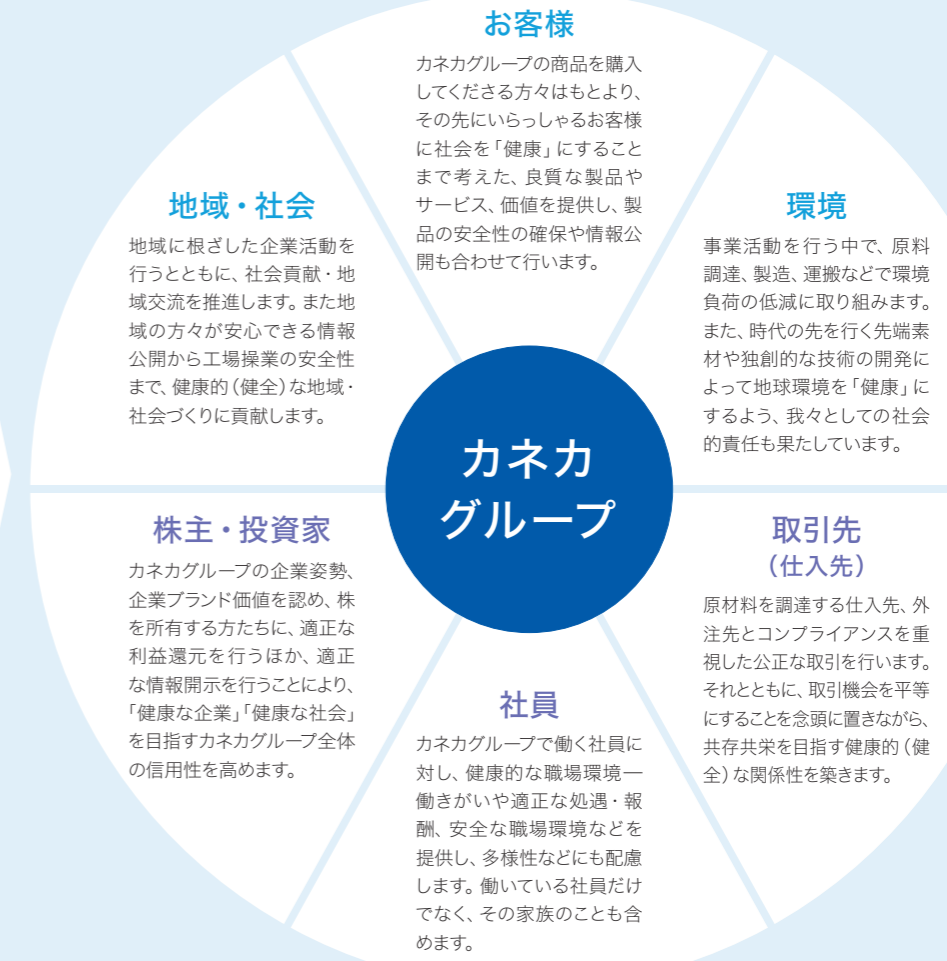 お客様
カネカグループの商品を購入
してくださる方々はもとより、
その先にいらっしゃるお客様
に社会を「健康」にすること
まで考えた、良質な製品や
サービス、価値を提供し、製
品の安全性の確保や情報公
開も合わせて行います。
地域・社会
地域に根ざした企業活動を
行うとともに、社会貢献・地
域交流を推進します。また地
域の方々が安心できる情報
公開から工場操業の安全性
まで、健康的(健全)な地域・
社会づくりに貢献します。
環境
事業活動を行う中で、原料
調達、製造、運搬などで環境
負荷の低減に取り組みます。
また、時代の先を行く先端素
材や独創的な技術の開発に
よって地球環境を「健康」に
するよう、我々としての社会
的責任も果たしています。
カネカ
グループ
株主・投資家
カネカグループの企業姿勢、
企業ブランド価値を認め、株
を所有する方たちに、適正な
利益還元を行うほか、適正
な情報開示を行うことにより、
「健康な企業」「健康な社会」
を目指すカネカグループ全体
の信用性を高めます。
取引先
(仕入先)
原材料を調達する仕入先、外
注先とコンプライアンスを重
視した公正な取引を行います。
それとともに、取引機会を平等
にすることを念頭に置きながら、
共存共栄を目指す健康的(健
全)な関係性を築きます。
社員
カネカグループで働く社員に
対し、健康的な職場環境―
働きがいや適正な処遇・報
酬、安全な職場環境などを
提供し、多様性などにも配慮
します。働いている社員だけ
でなく、その家族のことも含
めます。